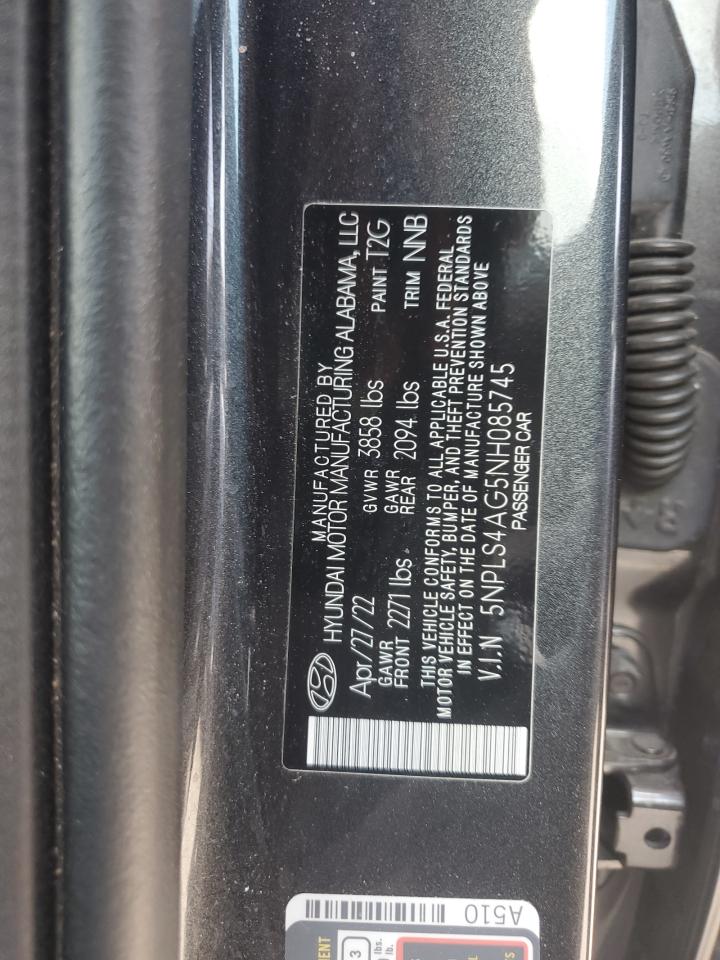 MANUFACTURED BY
HYUNDAI MOTOR MANUFACTURING ALABAMA, LLC
Apr/27/22 GVWR 3858 lbs PAINT T2G
GAWR FRONT 2271 lbs GAWR REAR 2094 lbs TRIM NNB
THIS VEHICLE CONFORMS TO ALL APPLICABLE U.S.A. FEDERAL
MOTOR VEHICLE SAFETY, BUMPER, AND THEFT PREVENTION STANDARDS
IN EFFECT ON THE DATE OF MANUFACTURE SHOWN ABOVE
V.I.N 5NPLS4AG5NH085745
PASSENGER CAR
A510
3
lbs.